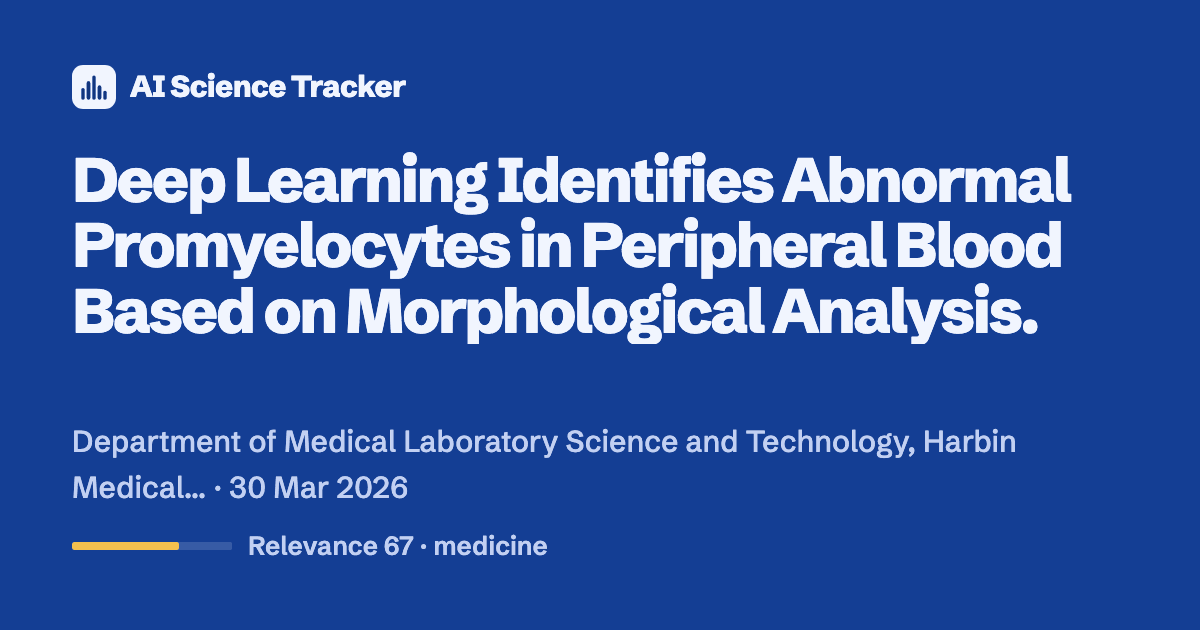 AI Science Tracker
Deep Learning Identifies Abnormal
Promyelocytes in Peripheral Blood
Based on Morphological Analysis.
Department of Medical Laboratory Science and Technology, Harbin
Medical... · 30 Mar 2026
Relevance 67 · medicine